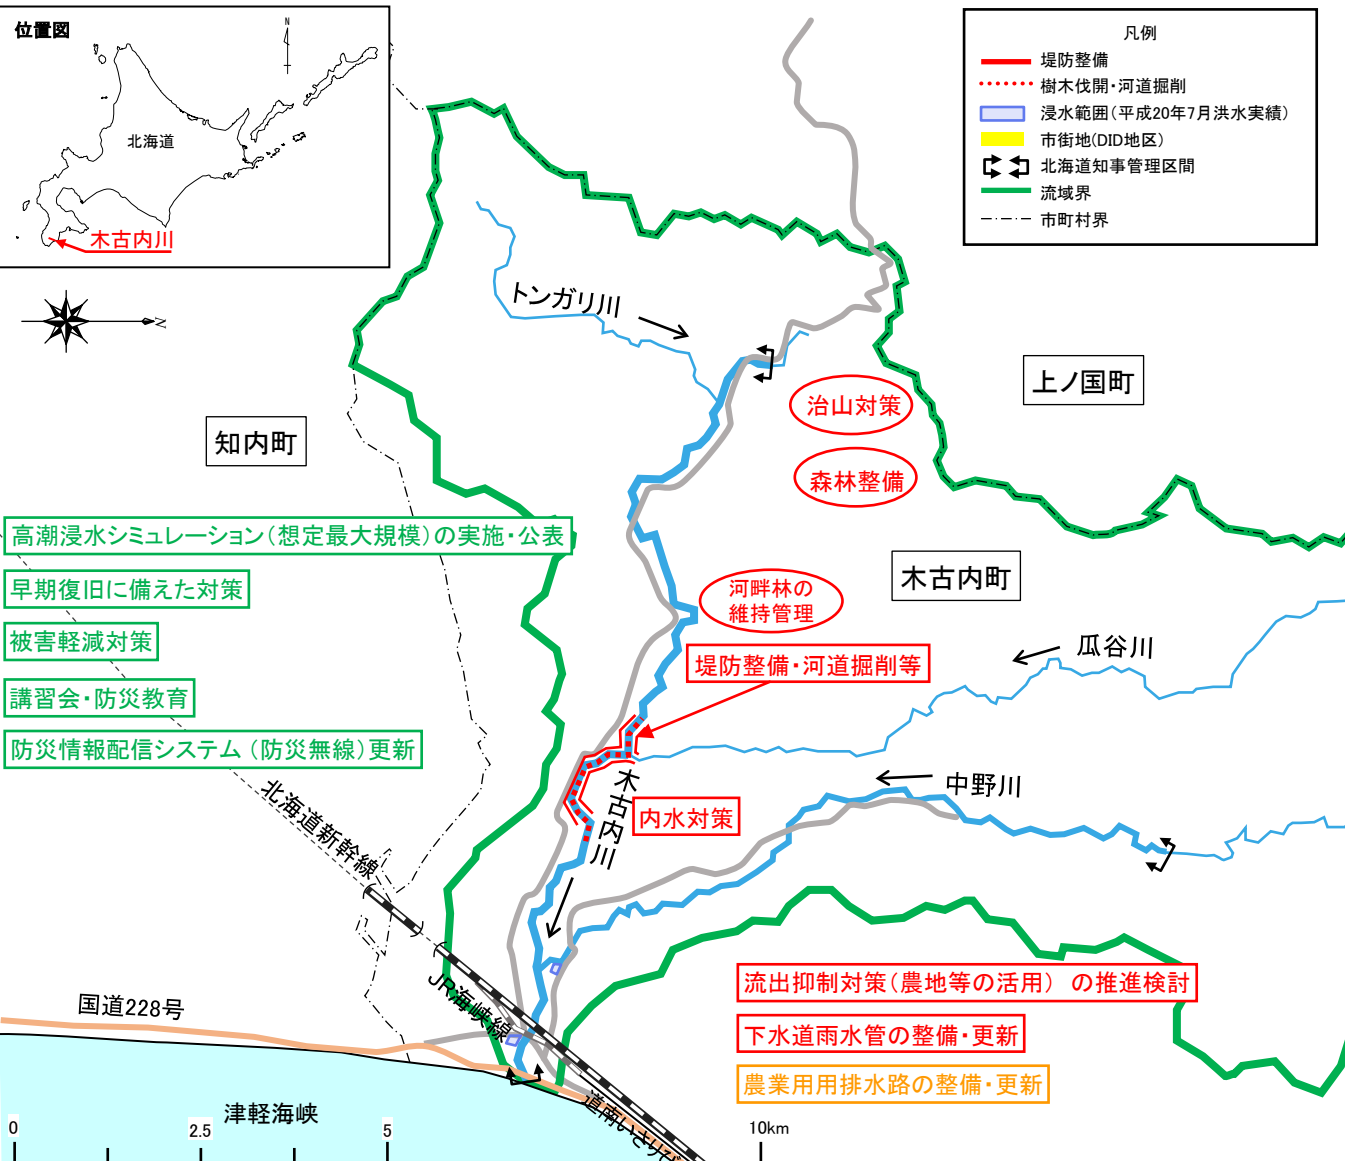 位置図
N
北海道
木古内川
凡例
堤防整備
樹木伐開・河道掘削
浸水範囲（平成20年7月洪水実績）
市街地(DID地区)
北海道知事管理区間
流域界
市町村界
N
トンガリ川
上ノ国町
治山対策
知内町
森林整備
高潮浸水シミュレーション（想定最大規模）の実施・公表
木古内町
早期復旧に備えた対策
河畔林の
維持管理
被害軽減対策
瓜谷川
堤防整備・河道掘削等
講習会・防災教育
防災情報配信システム（防災無線）更新
北海道新幹線
木古内川
中野川
内水対策
流出抑制対策（農地等の活用） の推進検討
JR海峡線
国道228号
下水道雨水管の整備・更新
農業用用排水路の整備・更新
津軽海峡
道南いさりび
0
2.5
5
10km